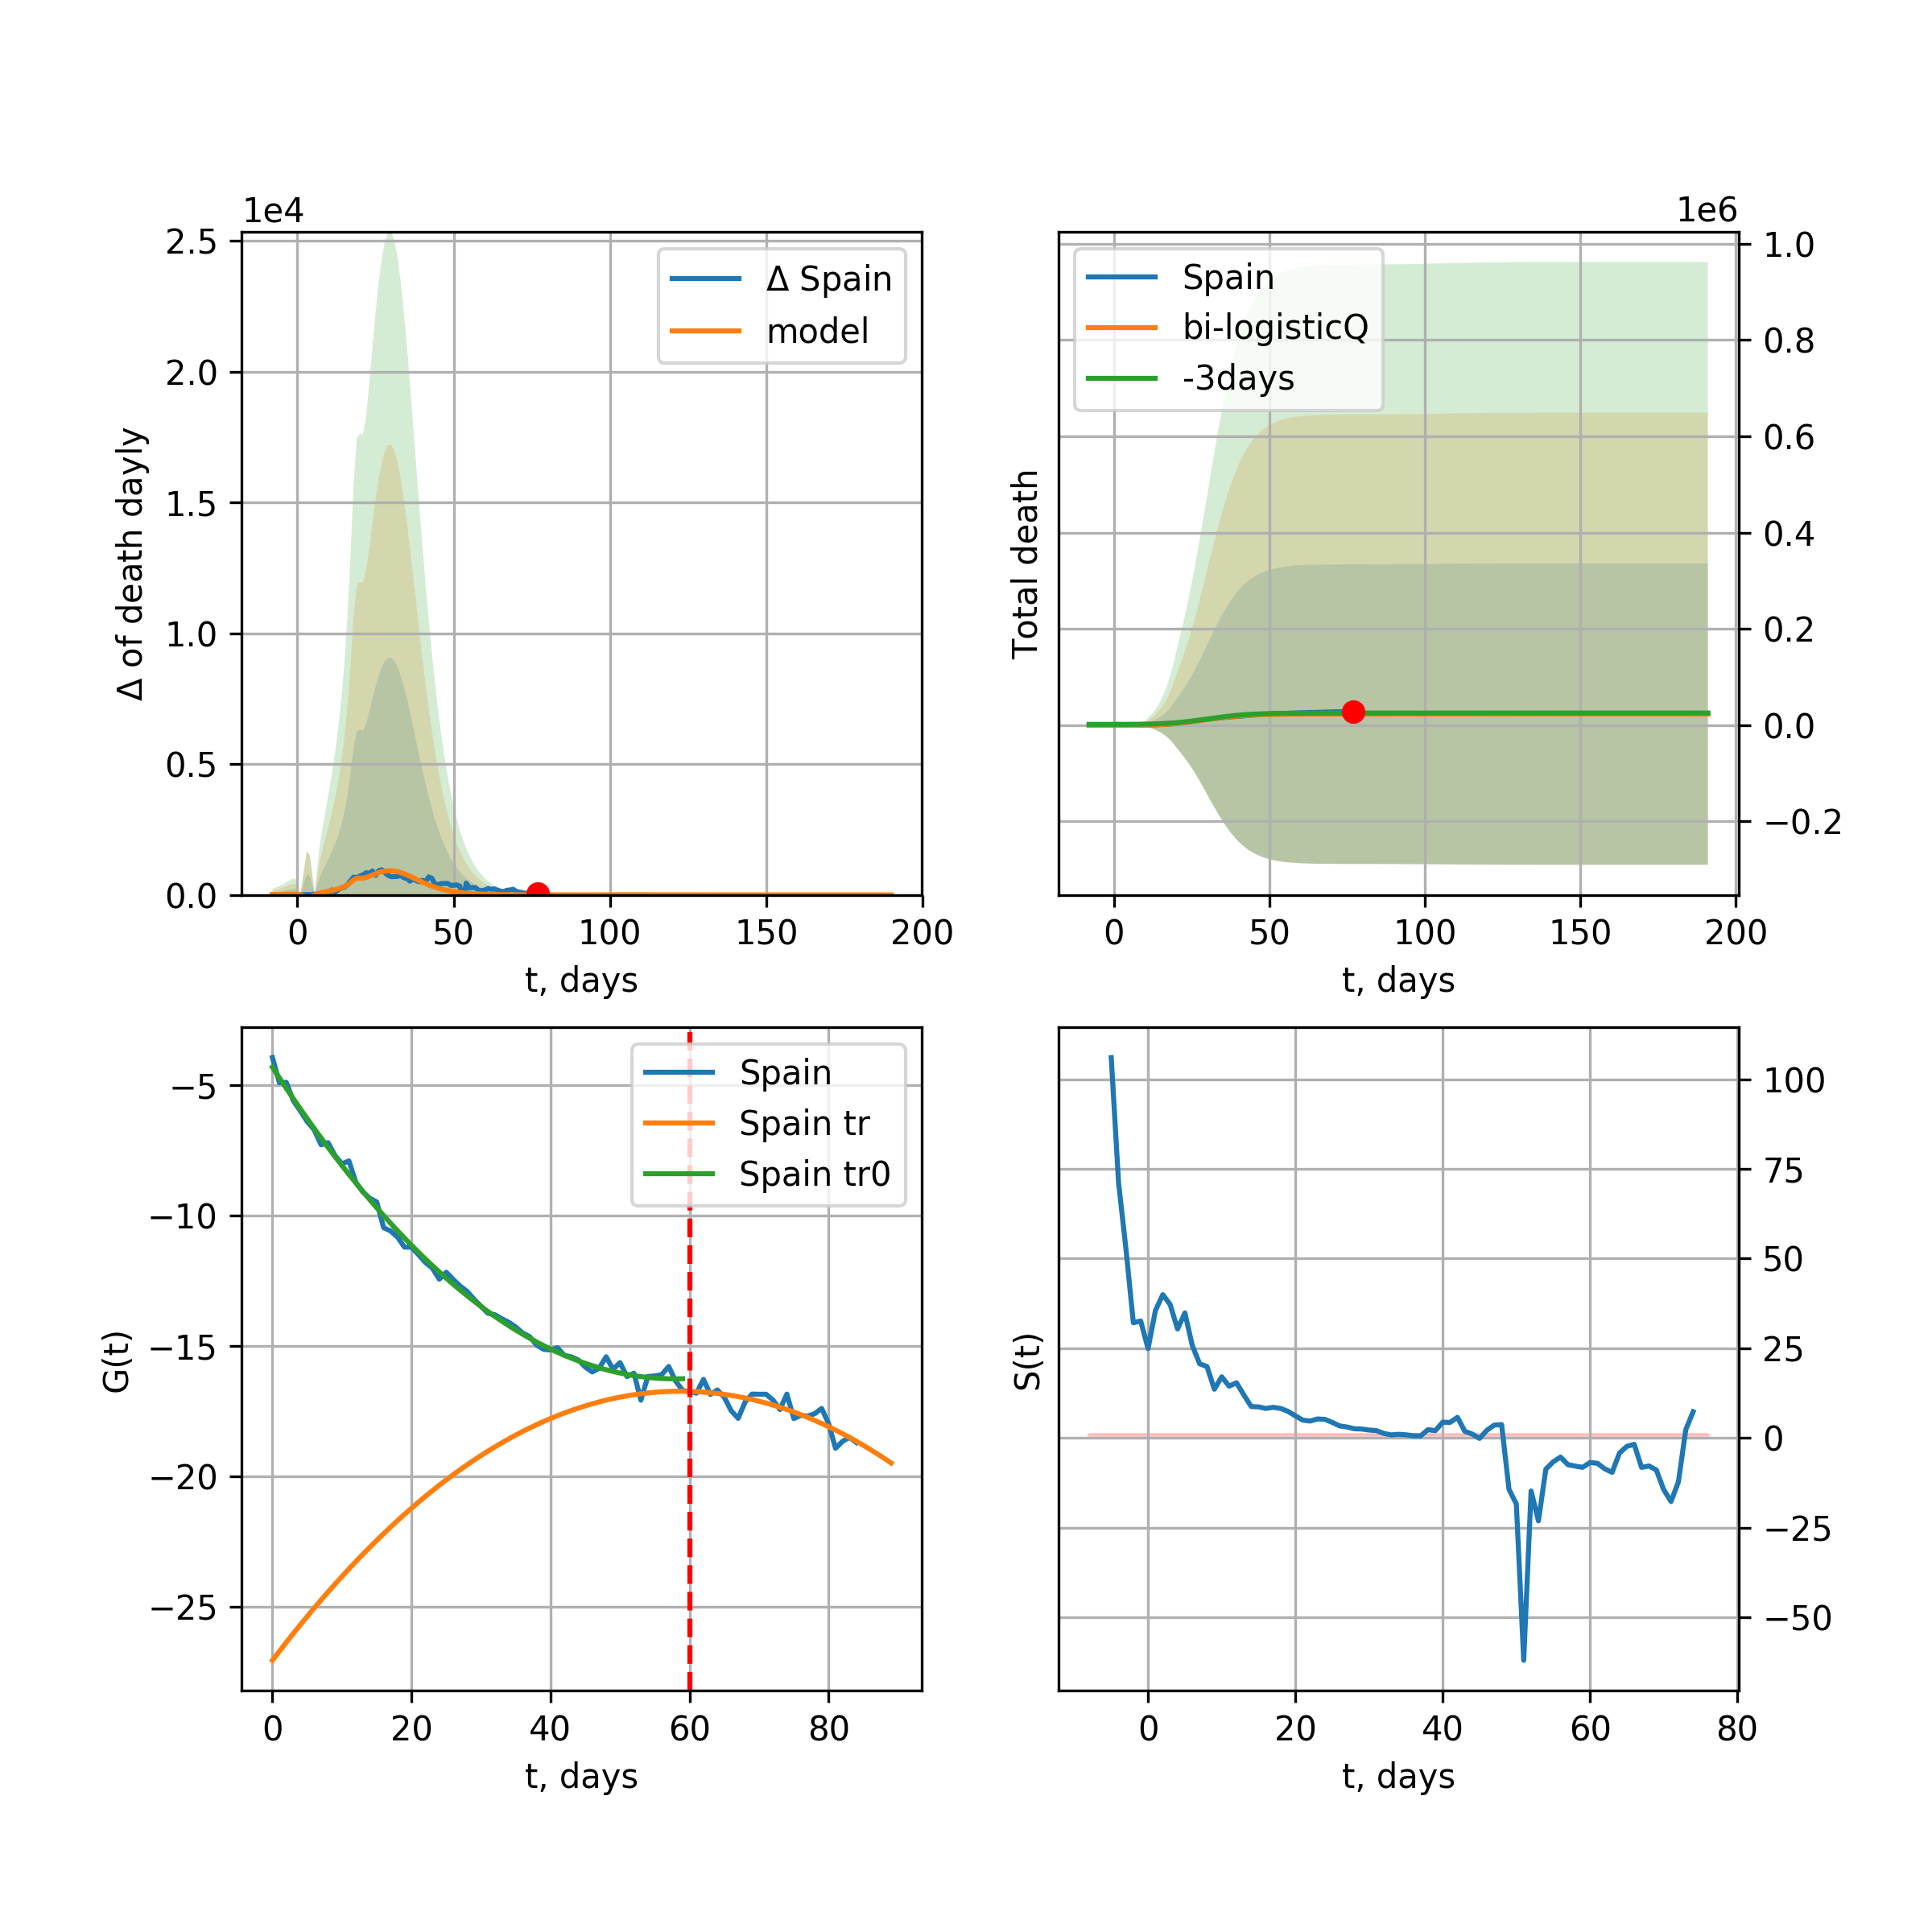 1e4
2.5
2.0
1.5
1.0
0.5
0.0
Δ of death dayly
Δ Spain
model
0 50 100 150 200
t, days
1e6
1.0
0.8
0.6
0.4
0.2
0.0
−0.2
Total death
Spain
bi-logisticQ
-3days
0 50 100 150 200
t, days
−5
−10
−15
−20
−25
G(t)
Spain
Spain tr
Spain tr0
0 20 40 60 80
t, days
100
75
50
25
0
−25
−50
S(t)
0 20 40 60 80
t, days